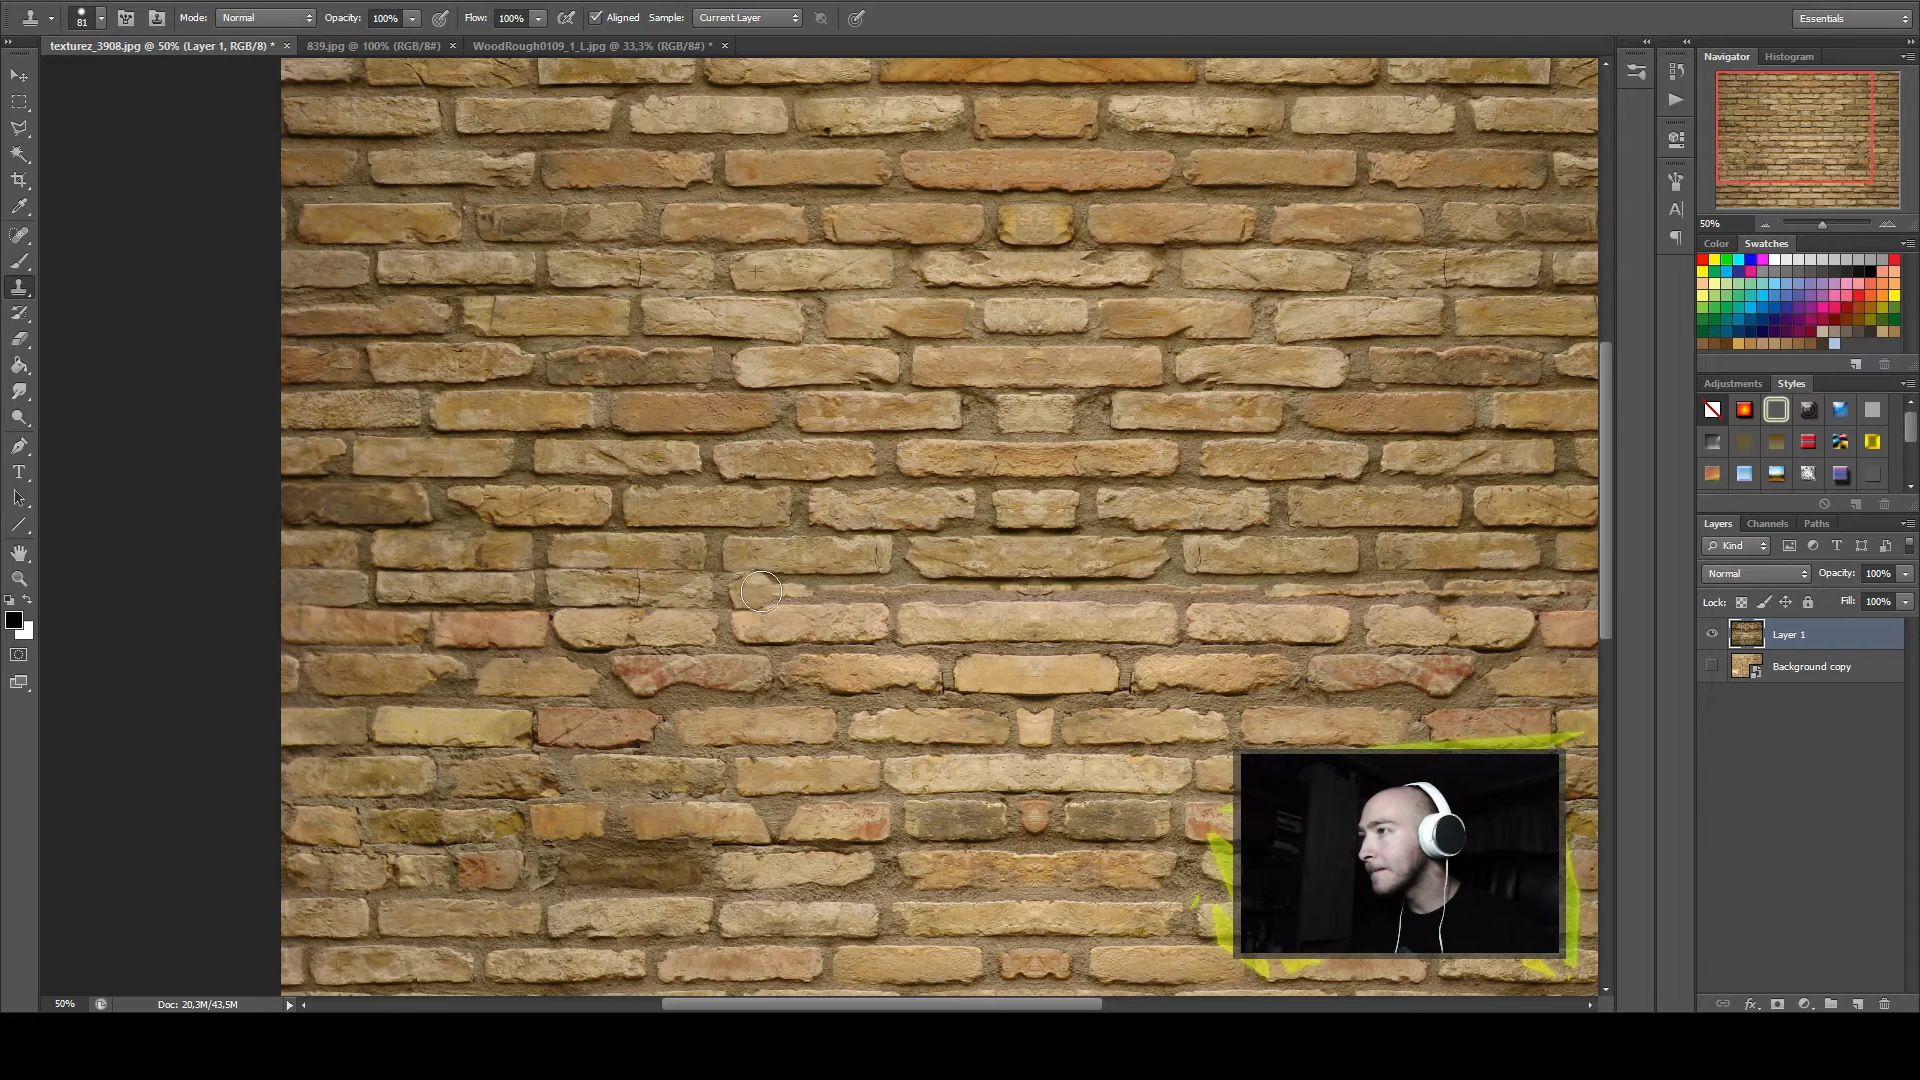 81 Mode: Normal Opacity: 100% Flow: 100% Aligned Sample: Current Layer Essentials
texturez_3908.jpg @ 50% (Layer 1, RGB/8) * × 839.jpg @ 100% (RGB/8#) × WoodRough0109_1_L.jpg @ 33,3% (RGB/8#) * ×
Navigator Histogram
50%
Color Swatches
Adjustments Styles
Layers Channels Paths
Kind
Normal Opacity: 100%
Lock: Fill: 100%
Layer 1
Background copy
50% Doc: 20,3M/43,5M